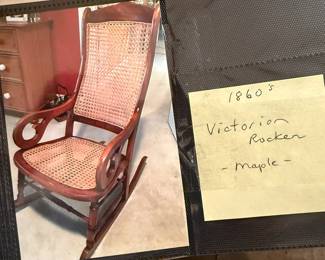 1860's
Victorian
Rocker
- maple -